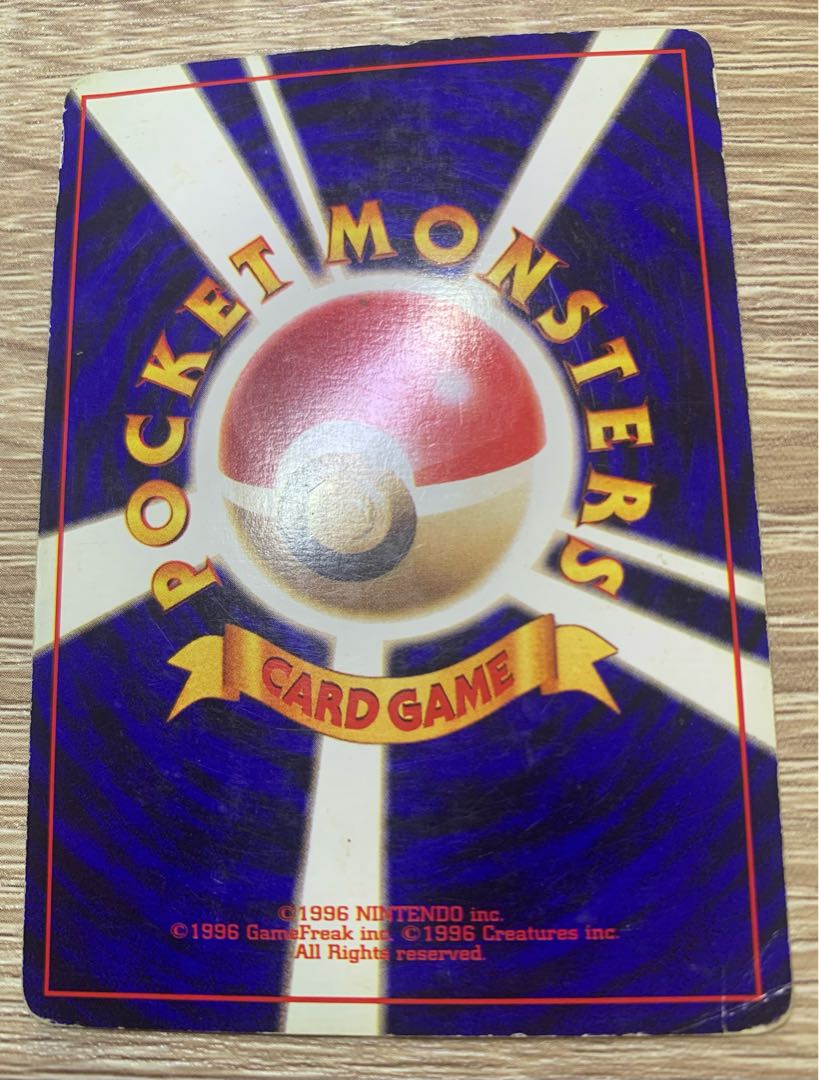 POCKET MONSTERS
CARD GAME
©1996 NINTENDO inc.
©1996 GameFreak inc. ©1996 Creatures inc.
All Rights reserved.